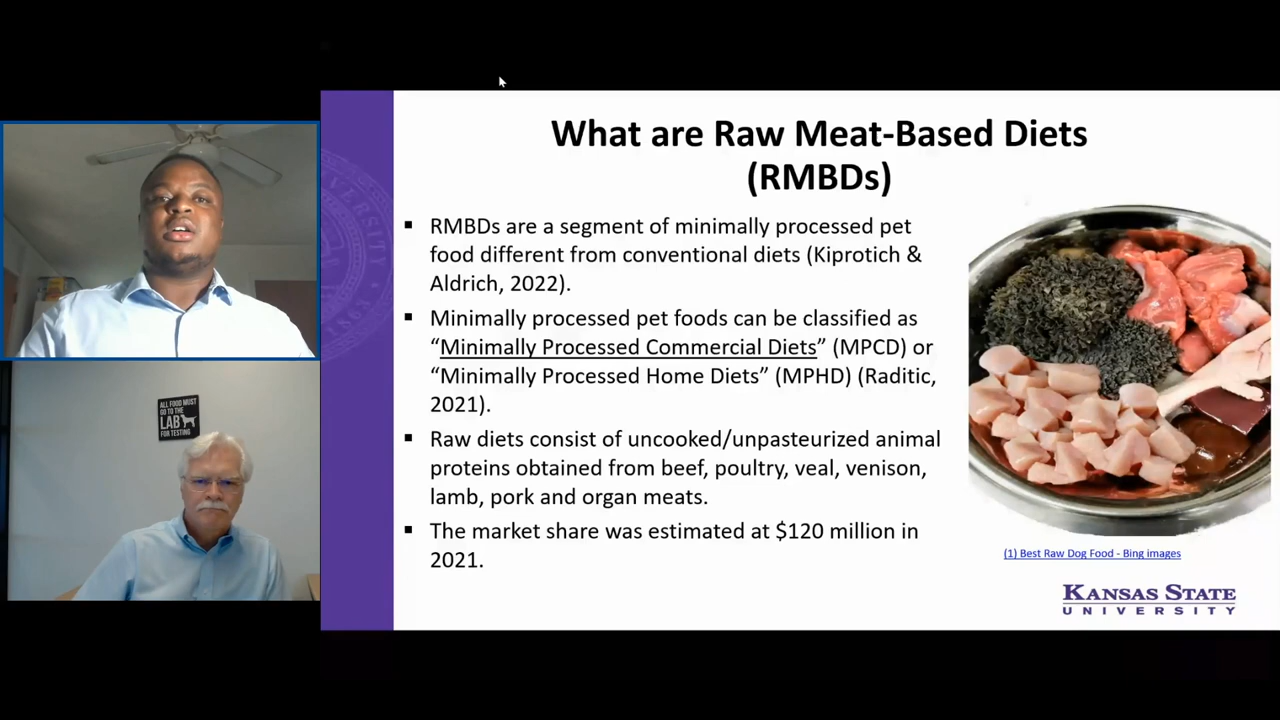 What are Raw Meat-Based Diets
(RMBDs)
▪ RMBDs are a segment of minimally processed pet
food different from conventional diets (Kiprotich &
Aldrich, 2022).
▪ Minimally processed pet foods can be classified as
“Minimally Processed Commercial Diets” (MPCD) or
“Minimally Processed Home Diets” (MPHD) (Raditic,
2021).
▪ Raw diets consist of uncooked/unpasteurized animal
proteins obtained from beef, poultry, veal, venison,
lamb, pork and organ meats.
▪ The market share was estimated at $120 million in
2021.
(1) Best Raw Dog Food - Bing images
KANSAS STATE
UNIVERSITY
ALL FOOD MUST
GO TO THE
LAB
FOR TESTING